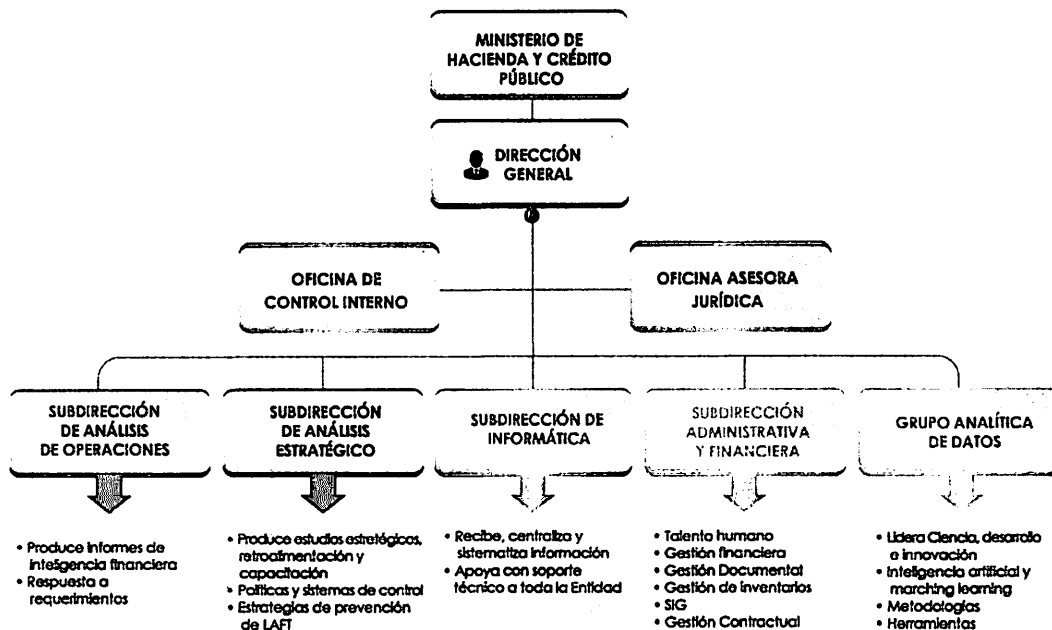 MINISTERIO DE
HACIENDA Y CRÉDITO
PÚBLICO
DIRECCIÓN
GENERAL
OFICINA DE
CONTROL INTERNO
OFICINA ASESORA
JURÍDICA
SUBDIRECCIÓN
DE ANÁLISIS
DE OPERACIONES
• Produce informes de
inteligencia financiera
• Respuesta a
requerimientos
SUBDIRECCIÓN
DE ANÁLISIS
ESTRATÉGICO
• Produce estudios estratégicos,
retroalimentación y
capacitación
• Políticas y sistemas de control
• Estrategias de prevención
de LAFT
SUBDIRECCIÓN DE
INFORMÁTICA
• Recibe, centraliza y
sistematiza información
• Apoya con soporte
técnico a toda la Entidad
SUBDIRECCIÓN
ADMINISTRATIVA
Y FINANCIERA
• Talento humano
• Gestión financiera
• Gestión Documental
• Gestión de inventarios
• SIG
• Gestión Contractual
GRUPO ANALÍTICA
DE DATOS
• Lidera Ciencia, desarrollo
e innovación
• Inteligencia artificial y
marching learning
• Metodologías
• Herramientas